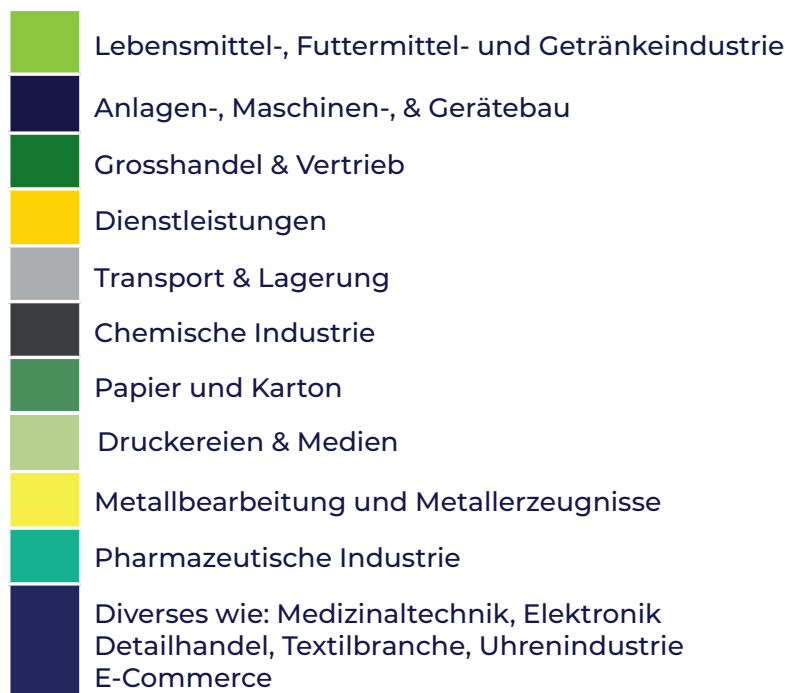 Lebensmittel-, Futtermittel- und Getränkeindustrie
Anlagen-, Maschinen-, & Gerätebau
Grosshandel & Vertrieb
Dienstleistungen
Transport & Lagerung
Chemische Industrie
Papier und Karton
Druckereien & Medien
Metallbearbeitung und Metallerzeugnisse
Pharmazeutische Industrie
Diverses wie: Medizinaltechnik, Elektronik
Detailhandel, Textilbranche, Uhrenindustrie
E-Commerce